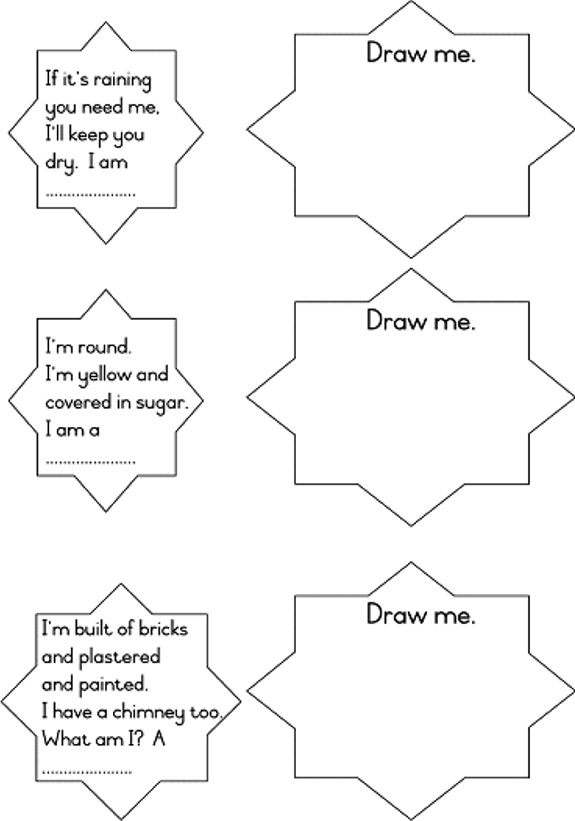 If it's raining
you need me,
I'll keep you
dry. I am
.....................
Draw me.
I'm round.
I'm yellow and
covered in sugar.
I am a
.....................
Draw me.
I'm built of bricks
and plastered
and painted.
I have a chimney too.
What am I? A
.....................
Draw me.